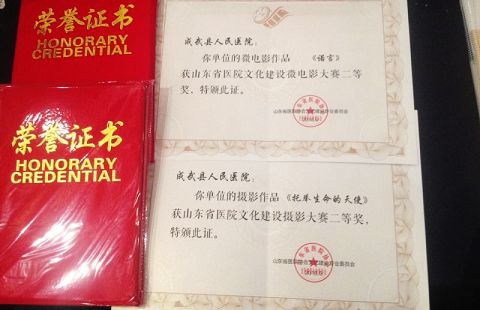 荣誉证书
HONORARY
CREDENTIAL
成武县人民医院：
你单位的微电影作品 《诺言》
获山东省医院文化建设微电影大赛二等
奖，特颁此证。
荣誉证书
HONORARY
CREDENTIAL
成武县人民医院：
你单位的摄影作品《托举生命的天使》
获山东省医院文化建设摄影大赛二等奖，
特颁此证。